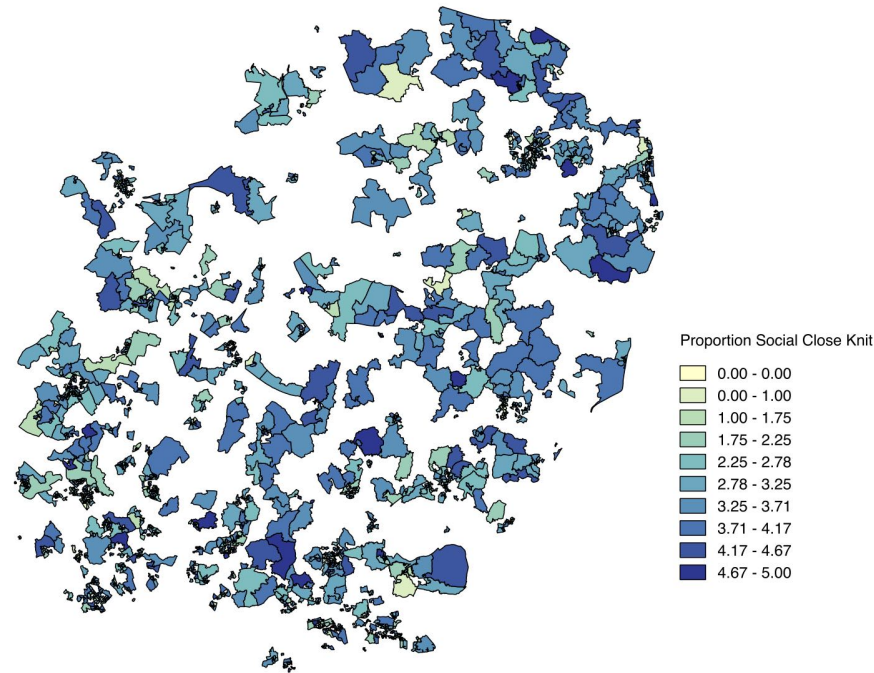 Proportion Social Close Knit
0.00 - 0.00
0.00 - 1.00
1.00 - 1.75
1.75 - 2.25
2.25 - 2.78
2.78 - 3.25
3.25 - 3.71
3.71 - 4.17
4.17 - 4.67
4.67 - 5.00